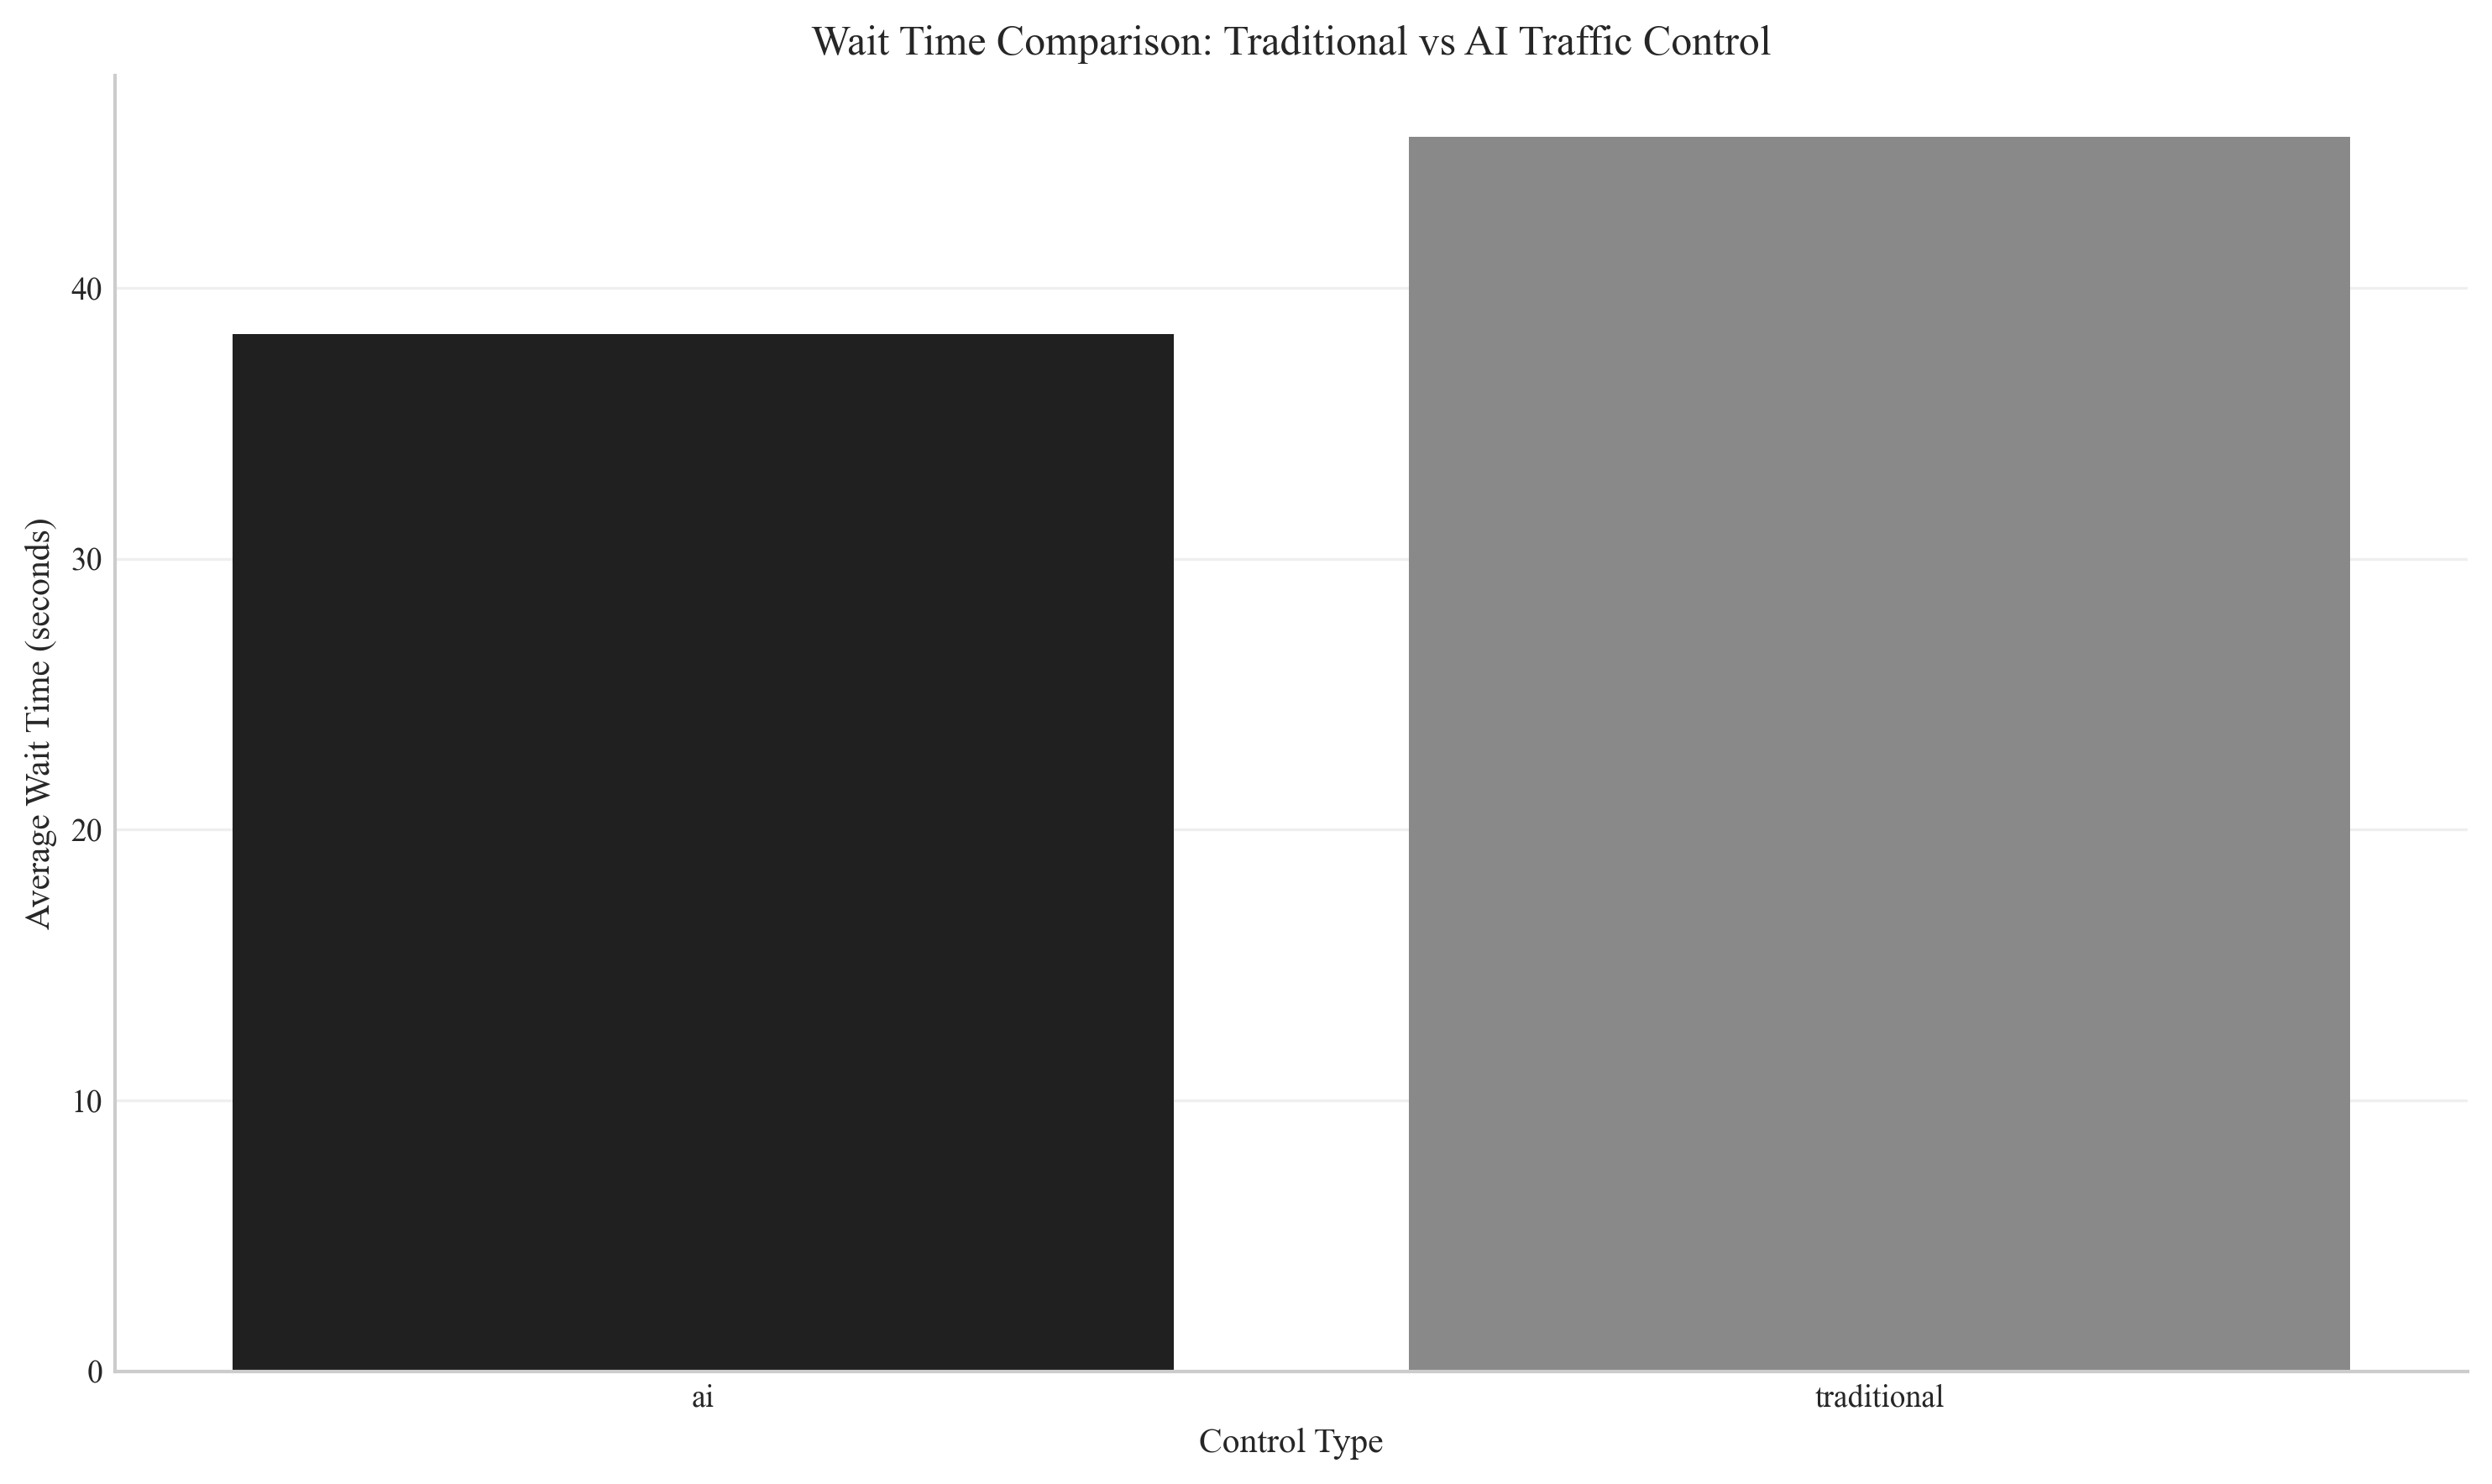 Wait Time Comparison: Traditional vs AI Traffic Control
Average Wait Time (seconds)
40
30
20
10
0
ai
traditional
Control Type